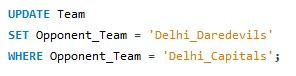 UPDATE Team
SET Opponent_Team = 'Delhi_Daredevils'
WHERE Opponent_Team = 'Delhi_Capitals';